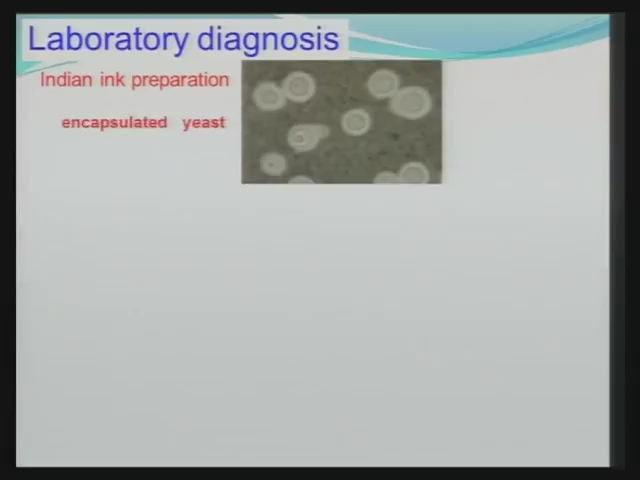 Laboratory diagnosis
Indian ink preparation
encapsulated yeast